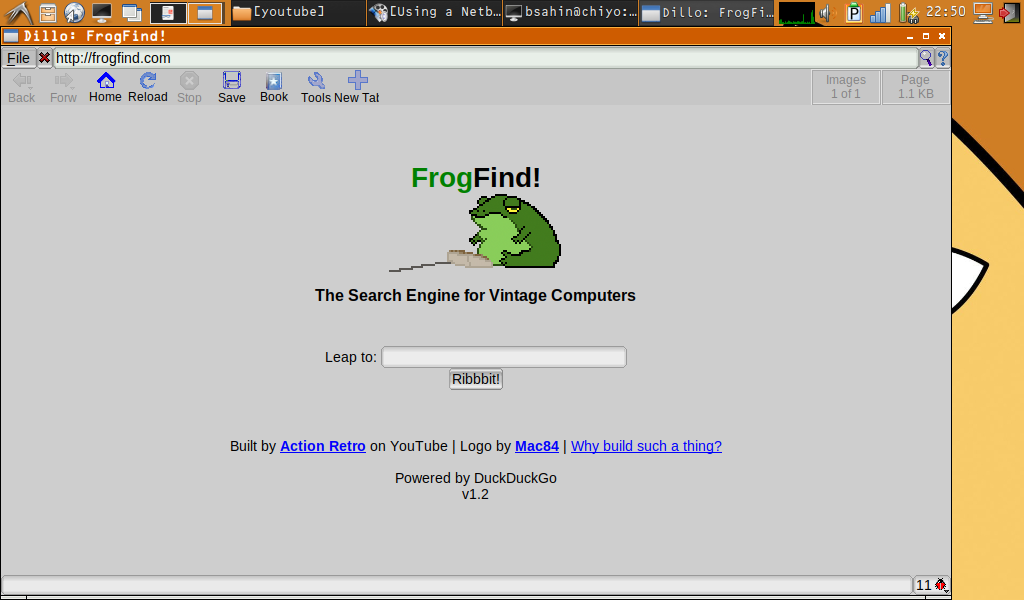 [youtube]
[Using a Netb...
bsahin@chiyo:...
Dillo: FrogFi...
P
22:50
Dillo: FrogFind!
File
http://frogfind.com
?
Back Forw Home Reload Stop Save Book Tools New Tab
Images
1 of 1
Page
1.1 KB
FrogFind!
The Search Engine for Vintage Computers
Leap to:
Ribbbit!
Built by Action Retro on YouTube | Logo by Mac84 | Why build such a thing?
Powered by DuckDuckGo
v1.2
11